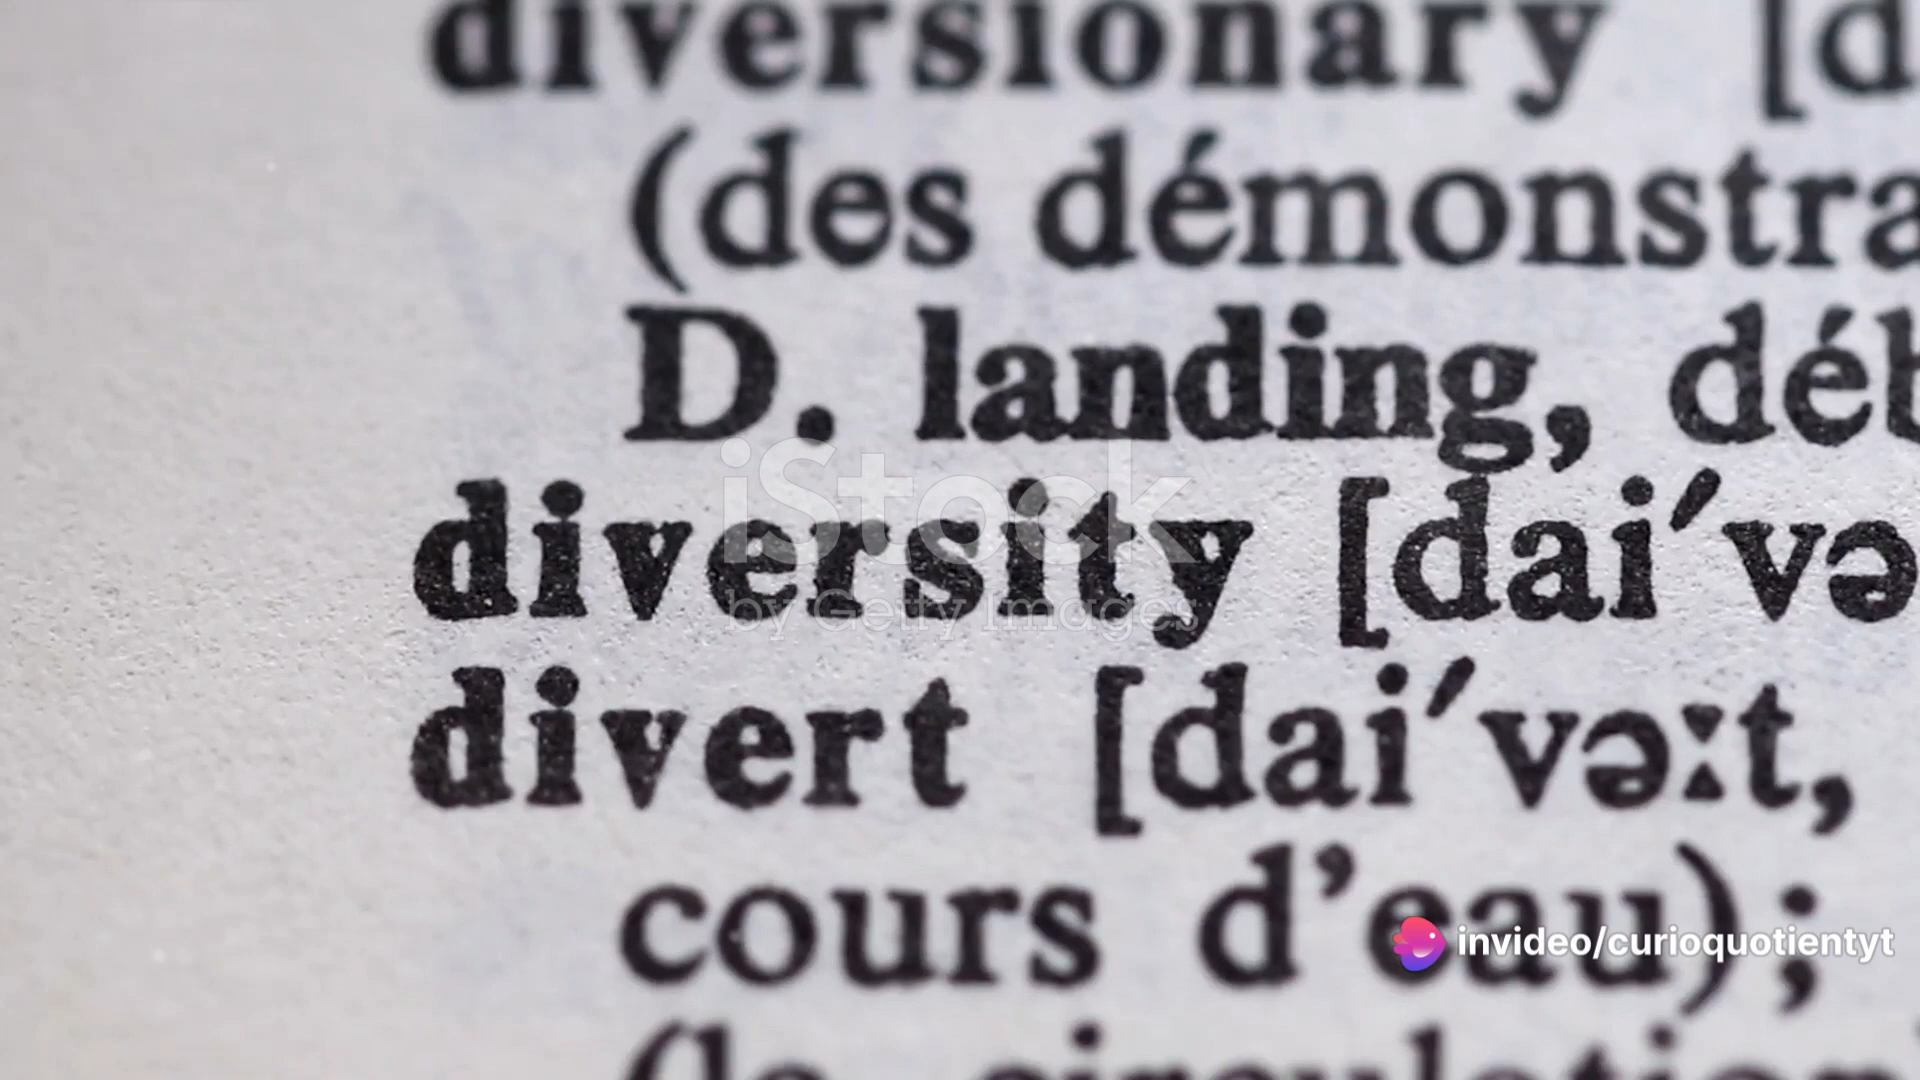 diversionary [d
(des démonstra
D. landing, déb
diversity [dai′və
iStock
by Getty Images
divert [dai′və:t,
cours d’eau);
invideo/curioquotientyt